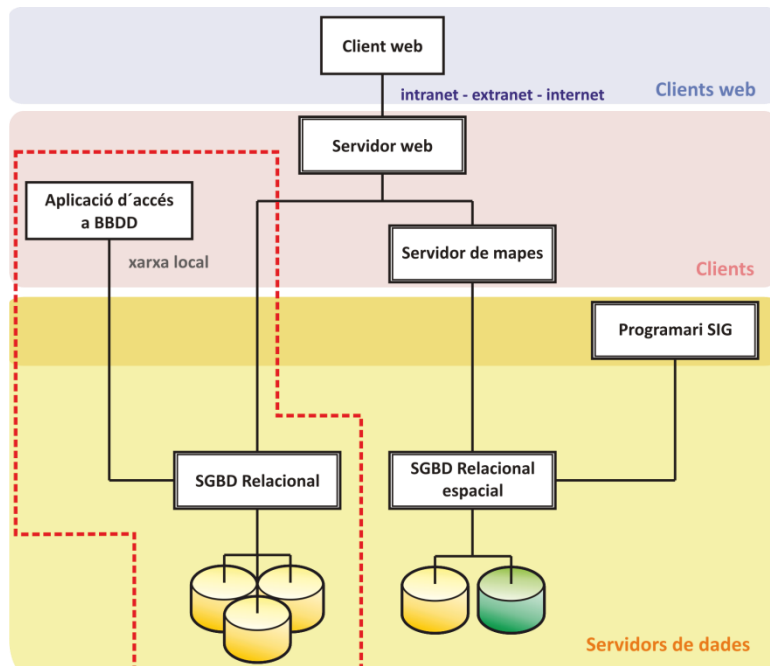 Client web
intranet - extranet - internet
Clients web
Servidor web
Aplicació d´accés
a BBDD
xarxa local
Servidor de mapes
Clients
Programari SIG
SGBD Relacional
SGBD Relacional
espacial
Servidors de dades